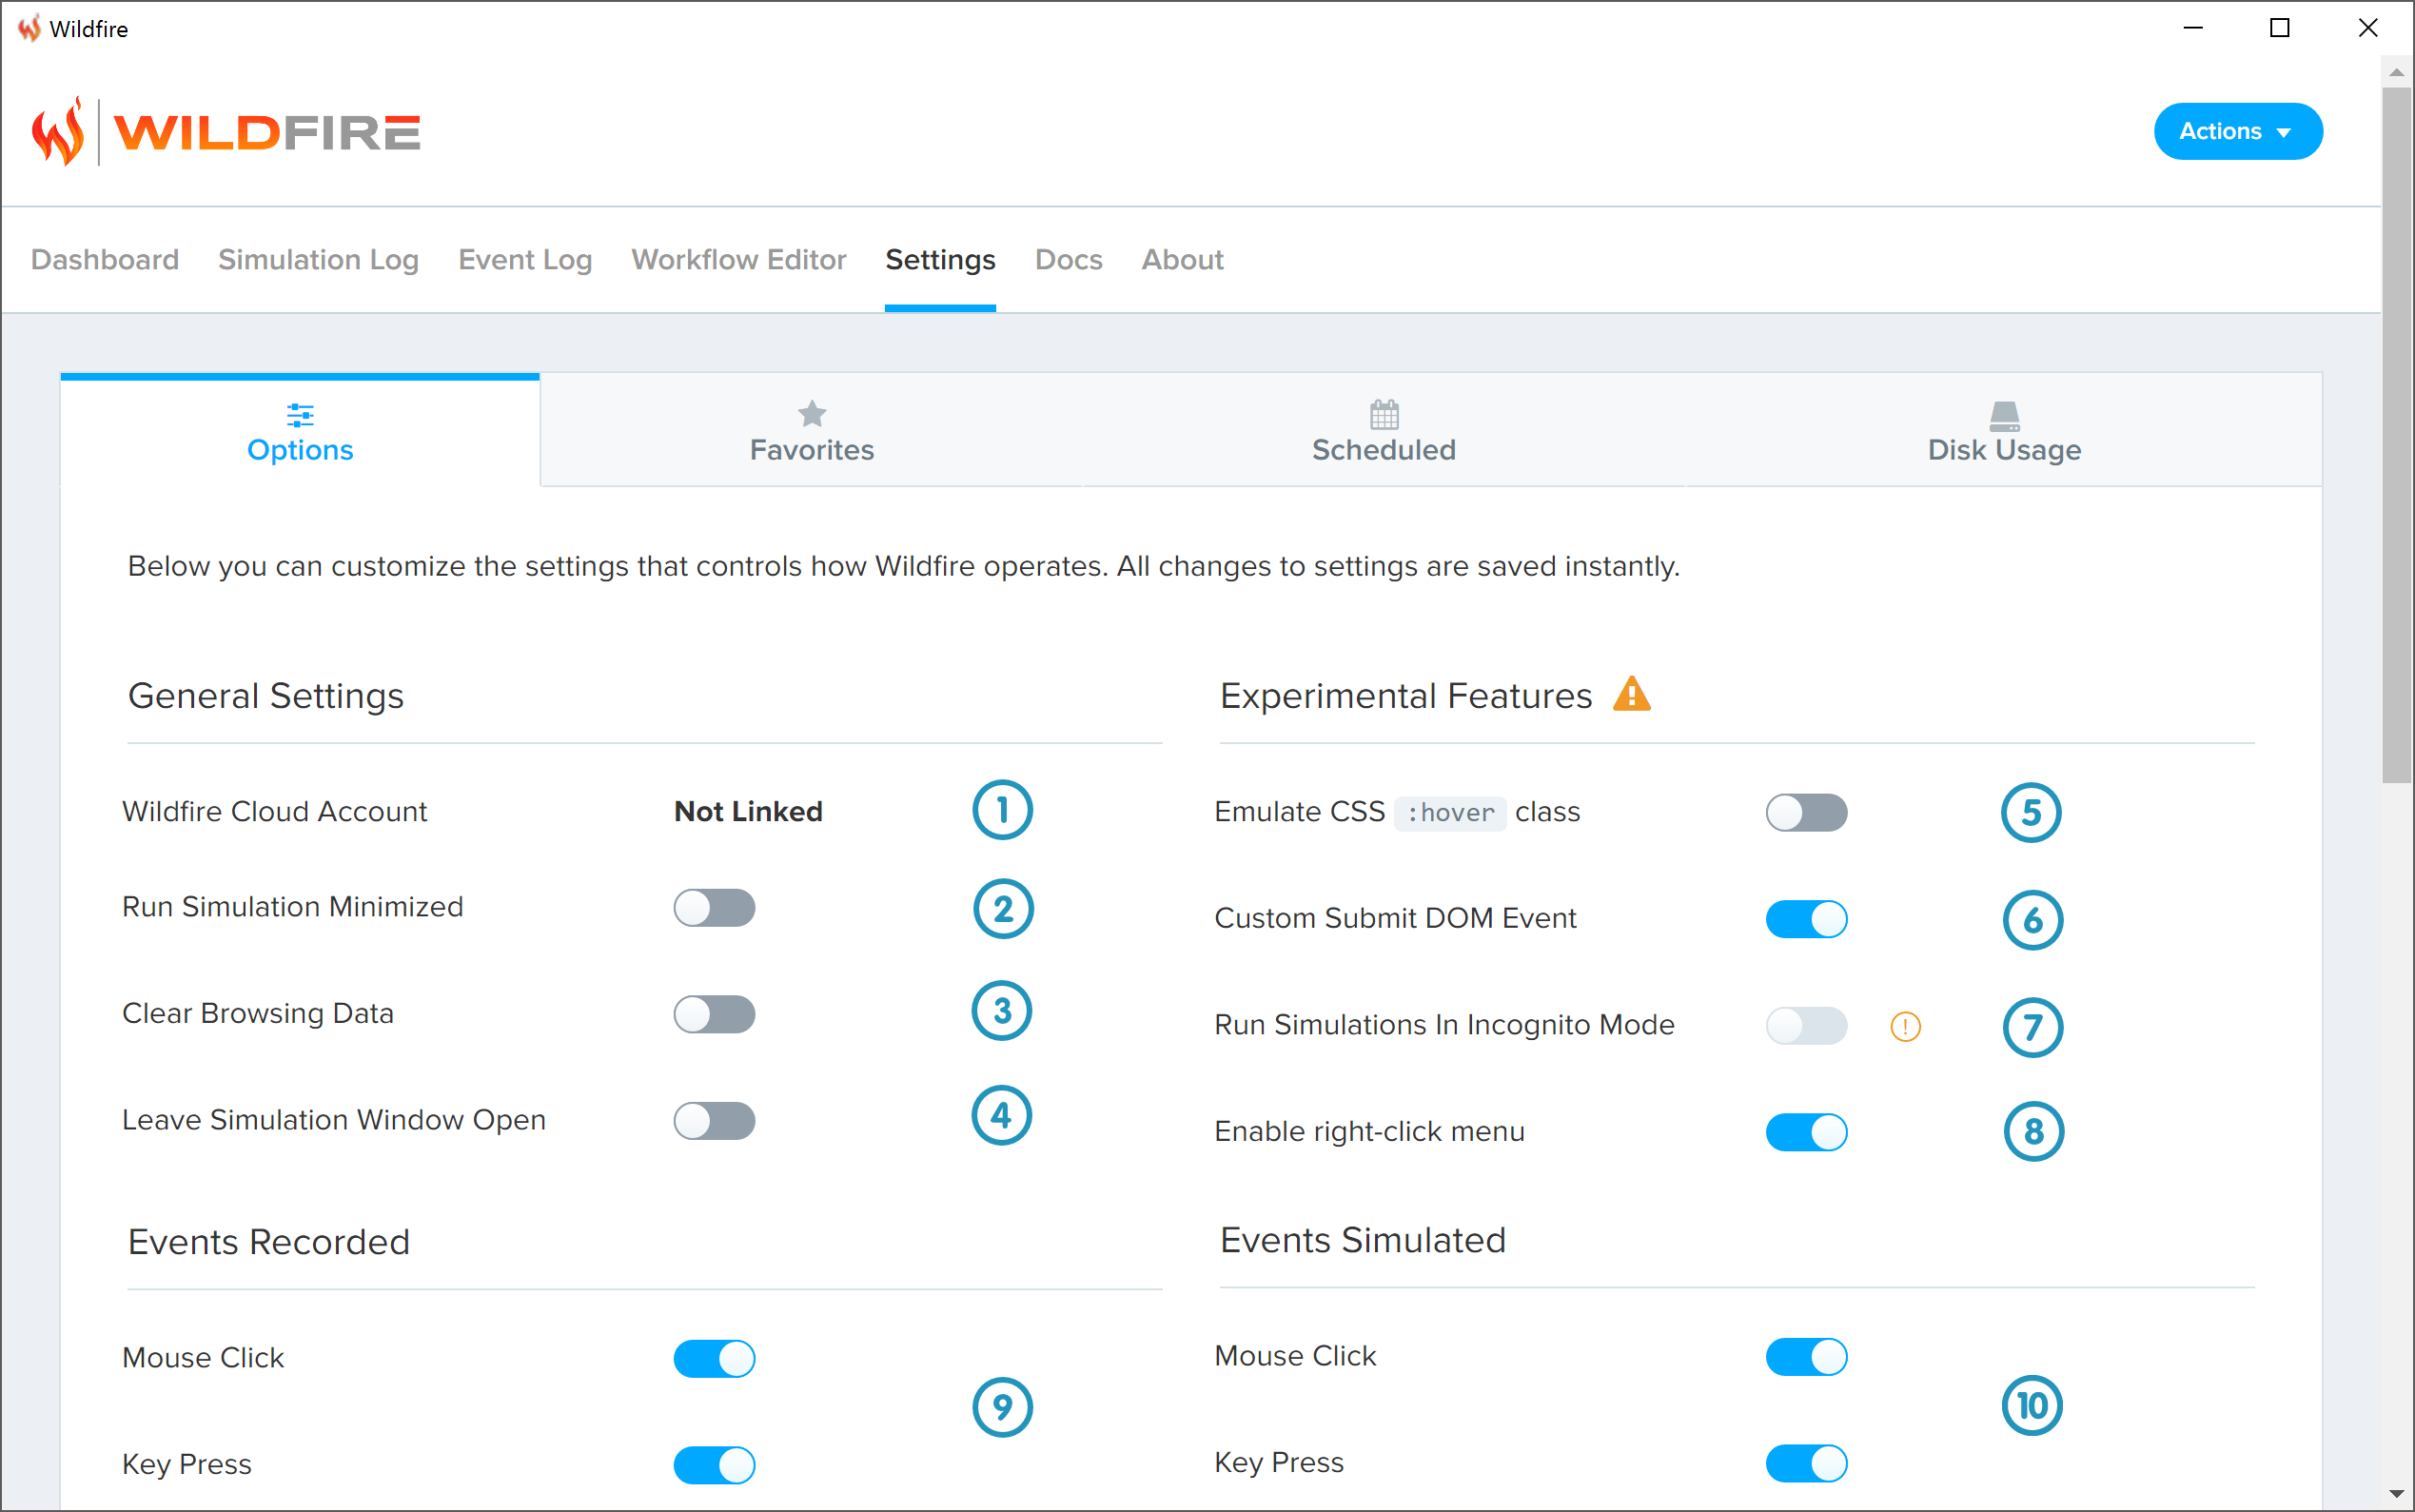 Wildfire
WILDFIRE
Actions
Dashboard Simulation Log Event Log Workflow Editor Settings Docs About
Options Favorites Scheduled Disk Usage
Below you can customize the settings that controls how Wildfire operates. All changes to settings are saved instantly.
General Settings
Wildfire Cloud Account Not Linked 1
Run Simulation Minimized 2
Clear Browsing Data 3
Leave Simulation Window Open 4
Experimental Features
Emulate CSS :hover class 5
Custom Submit DOM Event 6
Run Simulations In Incognito Mode 7
Enable right-click menu 8
Events Recorded
Mouse Click
9
Key Press
Events Simulated
Mouse Click
10
Key Press